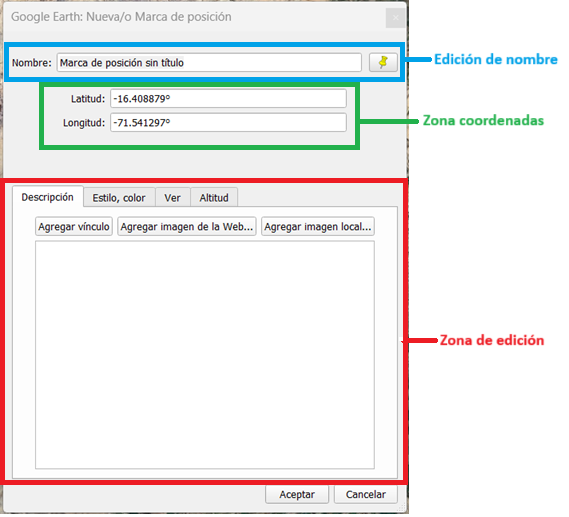 Google Earth: Nueva/o Marca de posición
Nombre: Marca de posición sin título
Edición de nombre
Latitud: -16.408879º
Longitud: -71.541297º
Zona coordenadas
Descripción Estilo, color Ver Altitud
Agregar vínculo Agregar imagen de la Web... Agregar imagen local...
Zona de edición
Aceptar Cancelar